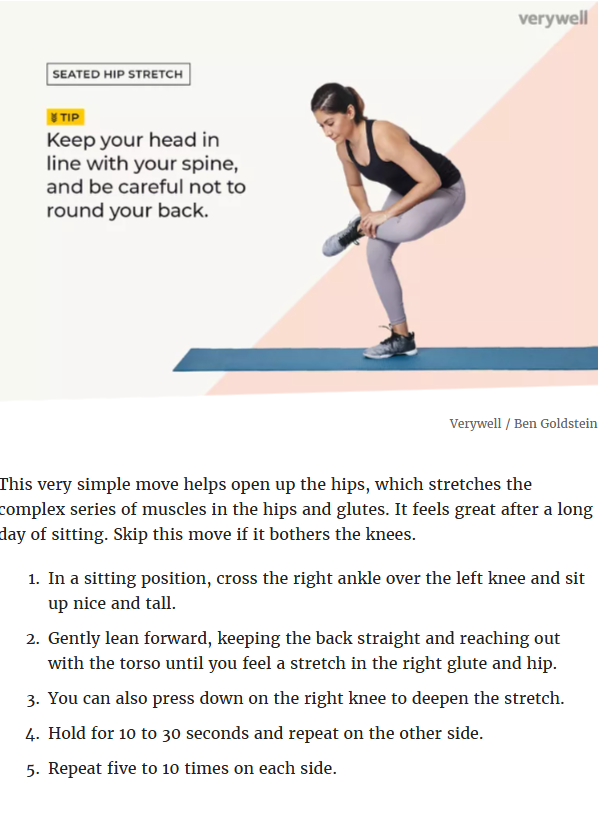 verywell
SEATED HIP STRETCH
TIP
Keep your head in
line with your spine,
and be careful not to
round your back.
Verywell / Ben Goldstein
This very simple move helps open up the hips, which stretches the
complex series of muscles in the hips and glutes. It feels great after a long
day of sitting. Skip this move if it bothers the knees.
1. In a sitting position, cross the right ankle over the left knee and sit
up nice and tall.
2. Gently lean forward, keeping the back straight and reaching out
with the torso until you feel a stretch in the right glute and hip.
3. You can also press down on the right knee to deepen the stretch.
4. Hold for 10 to 30 seconds and repeat on the other side.
5. Repeat five to 10 times on each side.